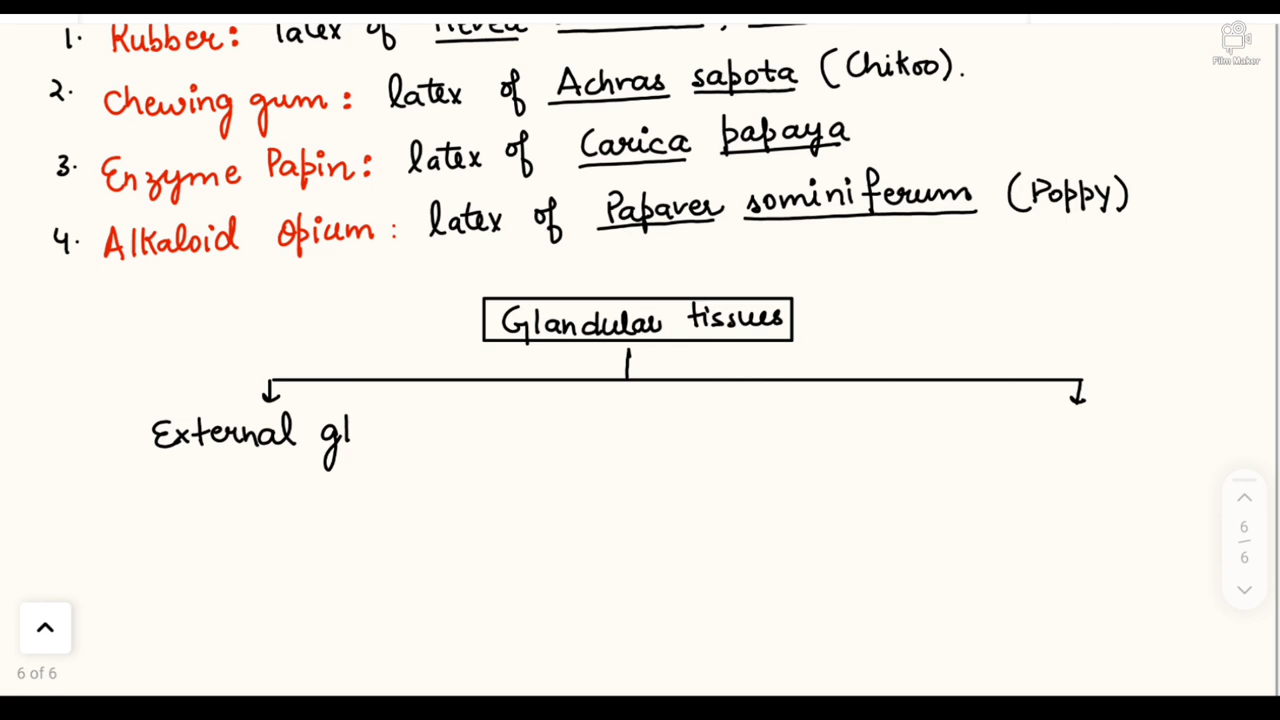 1. Rubber: latex of Hevea
2. Chewing gum: latex of Achras sapota (Chikoo).
3. Enzyme Papin: latex of Carica papaya
4. Alkaloid Opium: latex of Papaver sominiferum (Poppy)
Glandular tissues
External gl
Film Maker
6
6
6 of 6